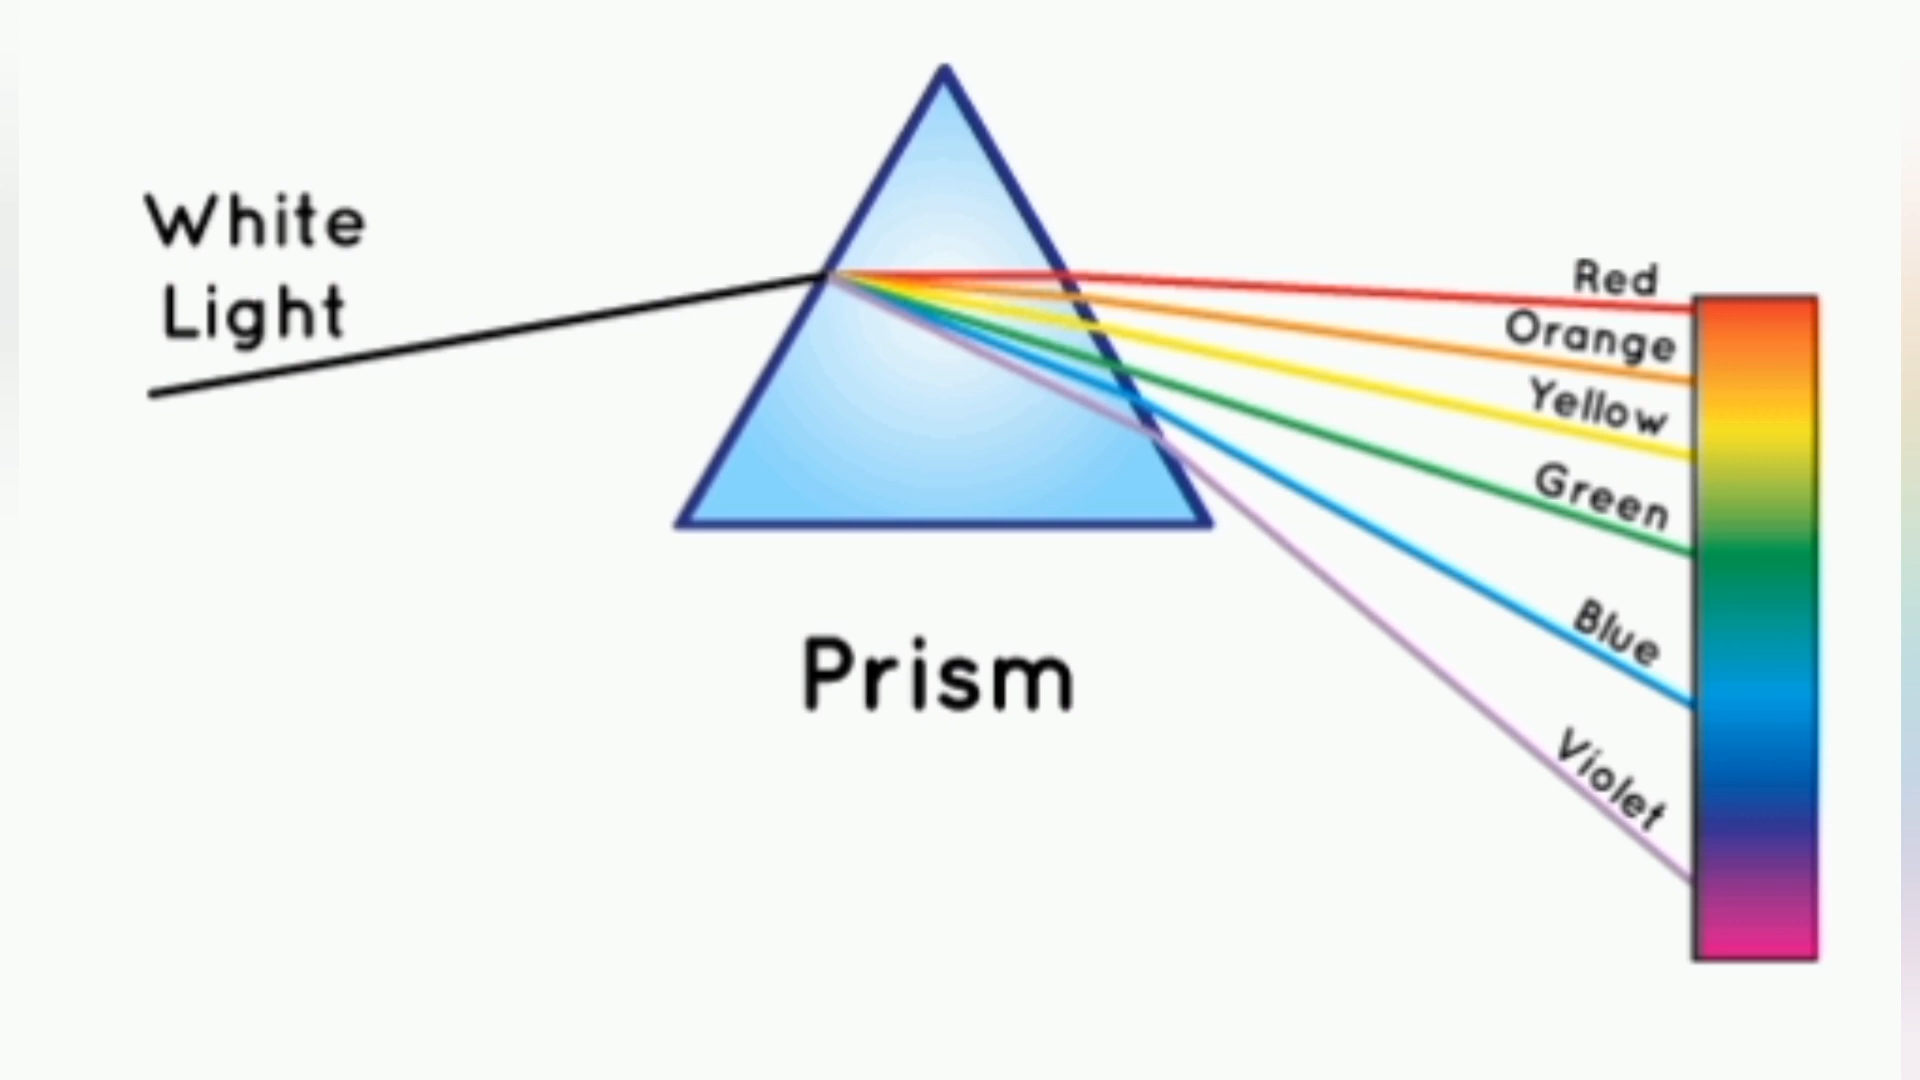 White
Light
Red
Orange
Yellow
Green
Blue
Violet
Prism